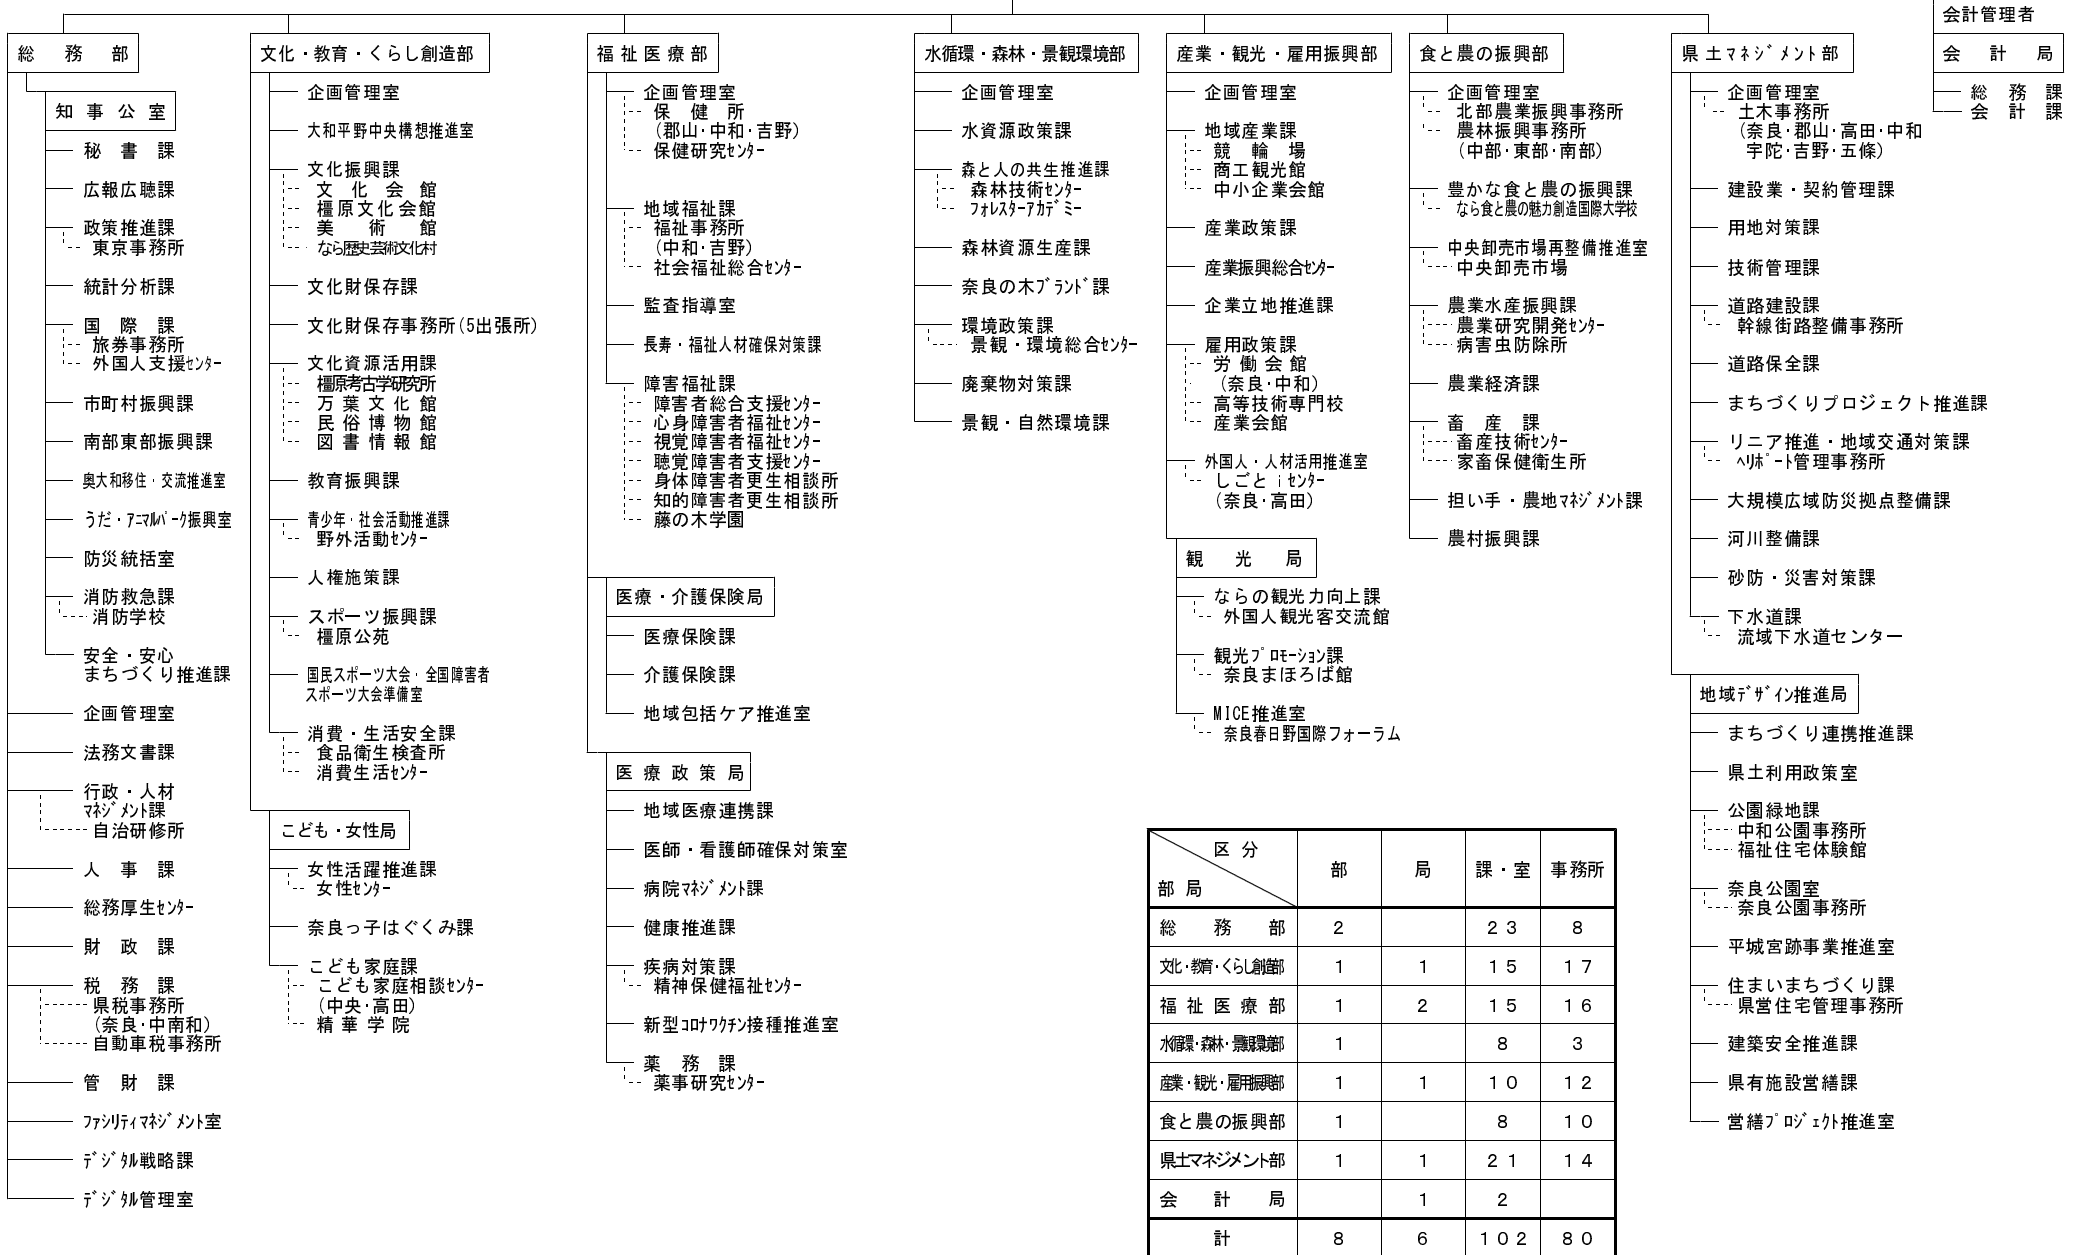 総務部
知事公室
秘書課
広報広聴課
政策推進課
東京事務所
統計分析課
国際課
旅券事務所
外国人支援ｾﾝﾀｰ
市町村振興課
南部東部振興課
奥大和移住・交流推進室
うだ・ｱﾆﾏﾙﾊﾟｰｸ振興室
防災統括室
消防救急課
消防学校
安全・安心
まちづくり推進課
企画管理室
法務文書課
行政・人材
ﾏﾈｼﾞﾒﾝﾄ課
自治研修所
人事課
総務厚生ｾﾝﾀｰ
財政課
税務課
県税事務所
(奈良･中南和)
自動車税事務所
管財課
ﾌｧｼﾘﾃｨﾏﾈｼﾞﾒﾝﾄ室
ﾃﾞｼﾞﾀﾙ戦略課
ﾃﾞｼﾞﾀﾙ管理室
文化・教育・くらし創造部
企画管理室
大和平野中央構想推進室
文化振興課
文化会館
橿原文化会館
美術館
なら歴史芸術文化村
文化財保存課
文化財保存事務所(5出張所)
文化資源活用課
橿原考古学研究所
万葉文化館
民俗博物館
図書情報館
教育振興課
青少年・社会活動推進課
野外活動ｾﾝﾀｰ
人権施策課
スポーツ振興課
橿原公苑
国民スポーツ大会・全国障害者
スポーツ大会準備室
消費・生活安全課
食品衛生検査所
消費生活ｾﾝﾀｰ
こども・女性局
女性活躍推進課
女性ｾﾝﾀｰ
奈良っ子はぐくみ課
こども家庭課
こども家庭相談ｾﾝﾀｰ
(中央･高田)
精華学院
福祉医療部
企画管理室
保健所
(郡山･中和･吉野)
保健研究ｾﾝﾀｰ
地域福祉課
福祉事務所
(中和･吉野)
社会福祉総合ｾﾝﾀｰ
監査指導室
長寿・福祉人材確保対策課
障害福祉課
障害者総合支援ｾﾝﾀｰ
心身障害者福祉ｾﾝﾀｰ
視覚障害者福祉ｾﾝﾀｰ
聴覚障害者支援ｾﾝﾀｰ
身体障害者更生相談所
知的障害者更生相談所
藤の木学園
医療・介護保険局
医療保険課
介護保険課
地域包括ケア推進室
医療政策局
地域医療連携課
医師・看護師確保対策室
病院ﾏﾈｼﾞﾒﾝﾄ課
健康推進課
疾病対策課
精神保健福祉ｾﾝﾀｰ
新型ｺﾛﾅﾜｸﾁﾝ接種推進室
薬務課
薬事研究ｾﾝﾀｰ
水循環・森林・景観環境部
企画管理室
水資源政策課
森と人の共生推進課
森林技術ｾﾝﾀｰ
ﾌｫﾚｽﾀｰｱｶﾃﾞﾐｰ
森林資源生産課
奈良の木ﾌﾞﾗﾝﾄﾞ課
環境政策課
景観・環境総合ｾﾝﾀｰ
廃棄物対策課
景観・自然環境課
産業・観光・雇用振興部
企画管理室
地域産業課
競輪場
商工観光館
中小企業会館
産業政策課
産業振興総合ｾﾝﾀｰ
企業立地推進課
雇用政策課
労働会館
(奈良･中和)
高等技術専門校
産業会館
外国人・人材活用推進室
しごとｉｾﾝﾀｰ
(奈良･高田)
観光局
ならの観光力向上課
外国人観光客交流館
観光ﾌﾟﾛﾓｰｼｮﾝ課
奈良まほろば館
MICE推進室
奈良春日野国際フォーラム
食と農の振興部
企画管理室
北部農業振興事務所
農林振興事務所
(中部･東部･南部)
豊かな食と農の振興課
なら食と農の魅力創造国際大学校
中央卸売市場再整備推進室
中央卸売市場
農業水産振興課
農業研究開発ｾﾝﾀｰ
病害虫防除所
農業経済課
畜産課
畜産技術ｾﾝﾀｰ
家畜保健衛生所
担い手・農地ﾏﾈｼﾞﾒﾝﾄ課
農村振興課
県土ﾏﾈｼﾞﾒﾝﾄ部
企画管理室
土木事務所
(奈良･郡山･高田･中和
宇陀･吉野･五條)
建設業・契約管理課
用地対策課
技術管理課
道路建設課
幹線街路整備事務所
道路保全課
まちづくりプロジェクト推進課
リニア推進・地域交通対策課
ﾍﾘﾎﾟｰﾄ管理事務所
大規模広域防災拠点整備課
河川整備課
砂防・災害対策課
下水道課
流域下水道センター
地域ﾃﾞｻﾞｲﾝ推進局
まちづくり連携推進課
県土利用政策室
公園緑地課
中和公園事務所
福祉住宅体験館
奈良公園室
奈良公園事務所
平城宮跡事業推進室
住まいまちづくり課
県営住宅管理事務所
建築安全推進課
県有施設営繕課
営繕ﾌﾟﾛｼﾞｪｸﾄ推進室
会計管理者
会計局
総務課
会計課
区分 部局 部 局 課・室 事務所
総務部 2 23 8
文化・教育・くらし創造部 1 1 15 17
福祉医療部 1 2 15 16
水循環・森林・景観環境部 1 8 3
産業・観光・雇用振興部 1 1 10 12
食と農の振興部 1 8 10
県土マネジメント部 1 1 21 14
会計局 1 2
計 8 6 102 80